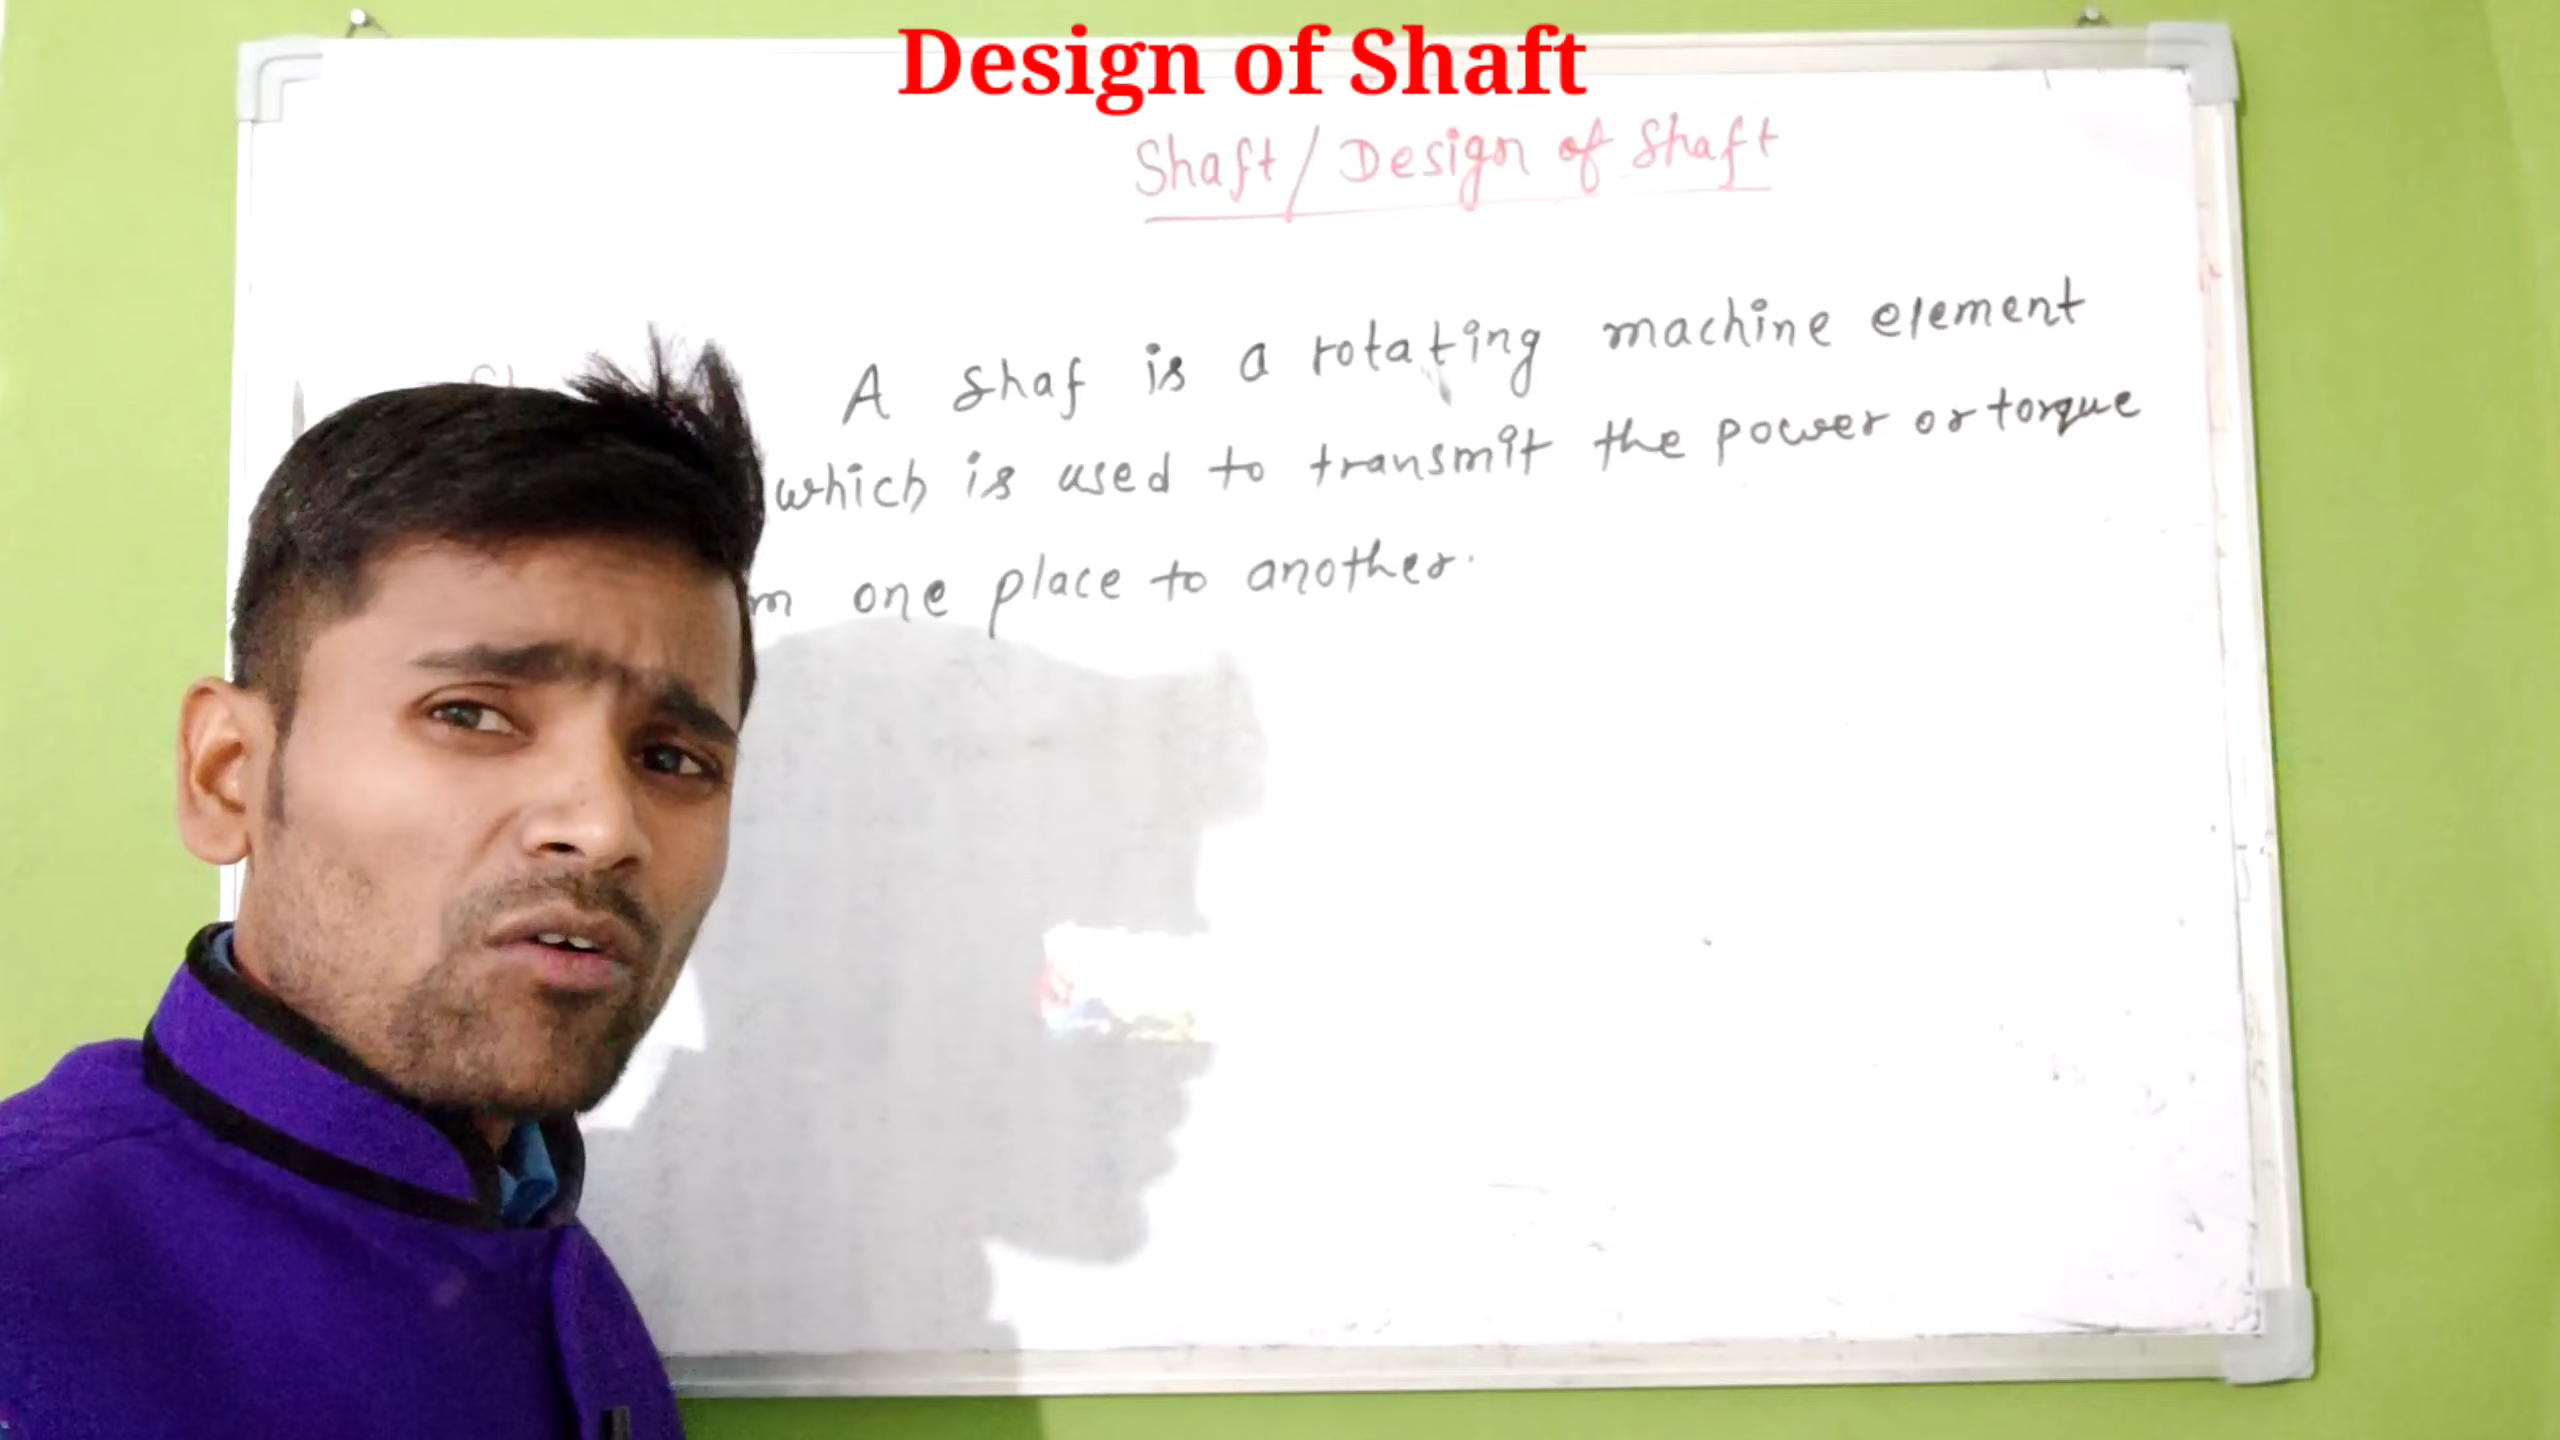 Design of Shaft
Shaft/Design of Shaft
A Shaf is a rotating machine element
which is used to transmit the power or torque
m one place to another.